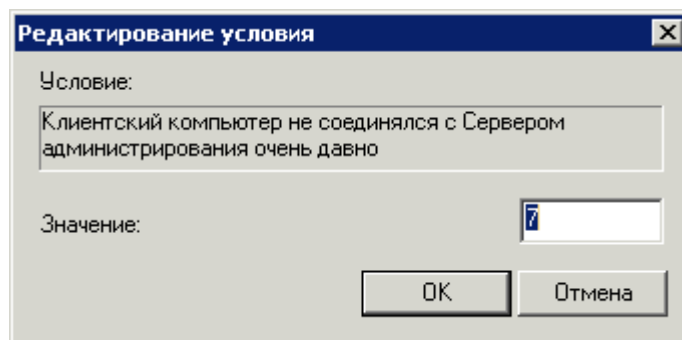 Редактирование условия
Условие:
Клиентский компьютер не соединялся с Сервером
администрирования очень давно
Значение:
7
OK
Отмена